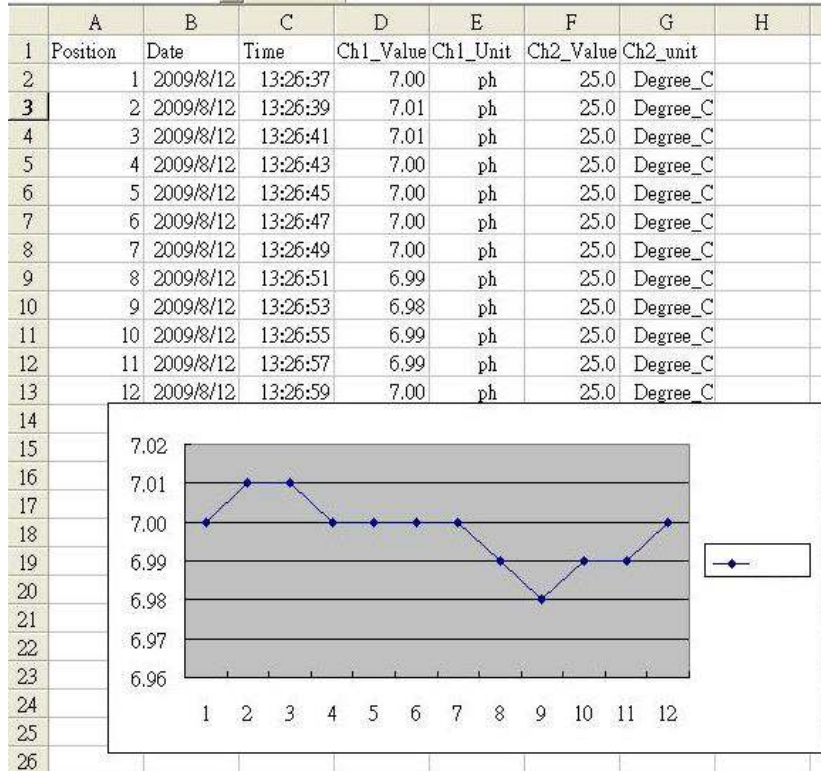 A B C D E F G H
1 Position Date Time Ch1_Value Ch1_Unit Ch2_Value Ch2_unit
2 1 2009/8/12 13:26:37 7.00 ph 25.0 Degree_C
3 2 2009/8/12 13:26:39 7.01 ph 25.0 Degree_C
4 3 2009/8/12 13:26:41 7.01 ph 25.0 Degree_C
5 4 2009/8/12 13:26:43 7.00 ph 25.0 Degree_C
6 5 2009/8/12 13:26:45 7.00 ph 25.0 Degree_C
7 6 2009/8/12 13:26:47 7.00 ph 25.0 Degree_C
8 7 2009/8/12 13:26:49 7.00 ph 25.0 Degree_C
9 8 2009/8/12 13:26:51 6.99 ph 25.0 Degree_C
10 9 2009/8/12 13:26:53 6.98 ph 25.0 Degree_C
11 10 2009/8/12 13:26:55 6.99 ph 25.0 Degree_C
12 11 2009/8/12 13:26:57 6.99 ph 25.0 Degree_C
13 12 2009/8/12 13:26:59 7.00 ph 25.0 Degree_C
14
15 7.02
16 7.01
17
18 7.00
19 6.99
20 6.98
21
22 6.97
23 6.96
24 1 2 3 4 5 6 7 8 9 10 11 12
25
26